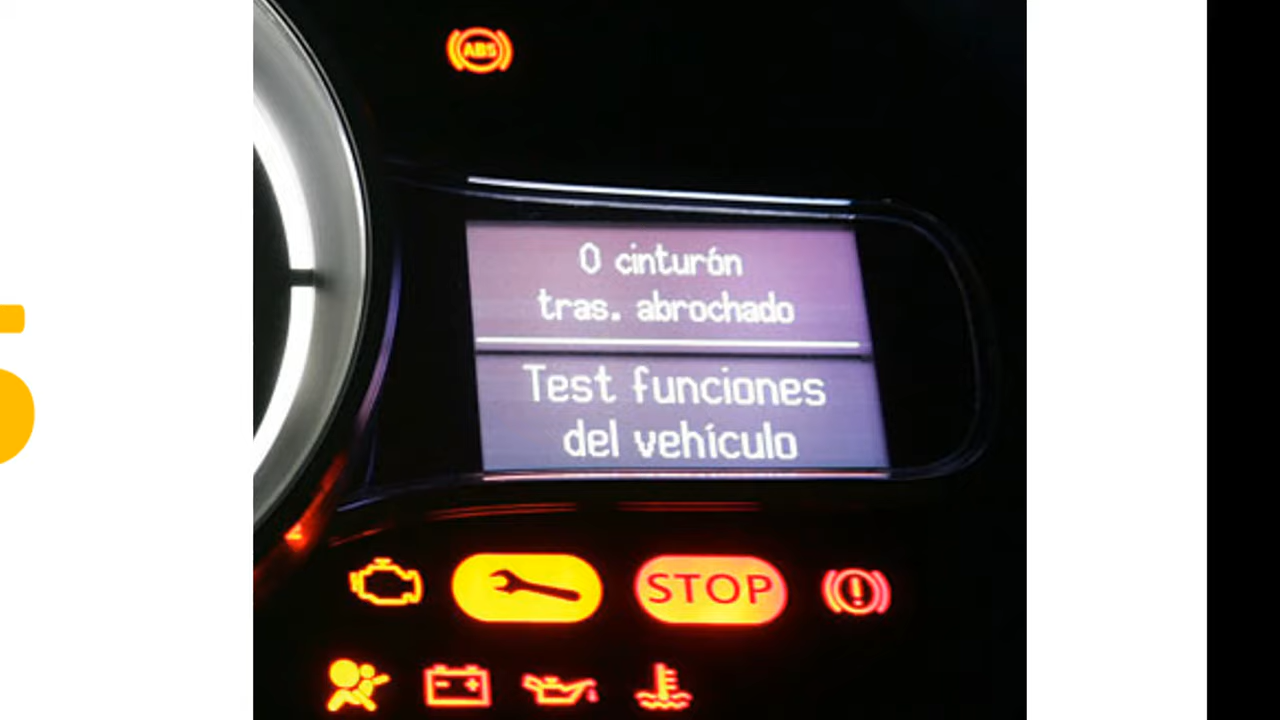 ABS
0 cinturón
tras. abrochado
Test funciones
del vehículo
STOP